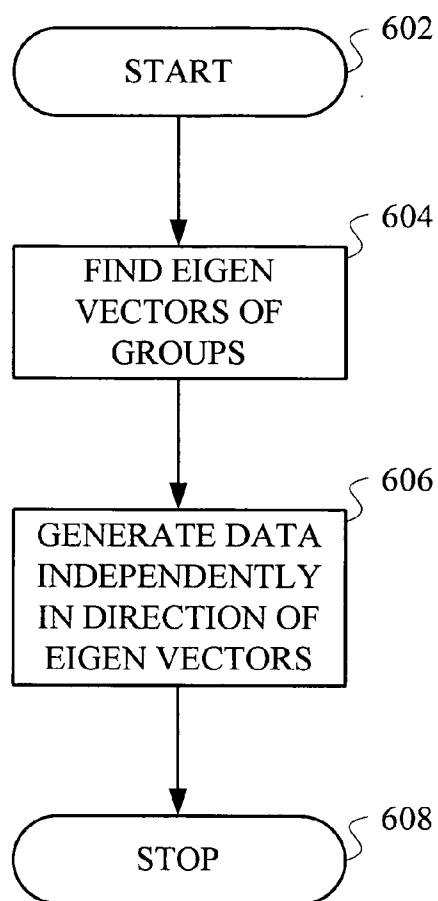 602
START
604
FIND EIGEN
VECTORS OF
GROUPS
606
GENERATE DATA
INDEPENDENTLY
IN DIRECTION OF
EIGEN VECTORS
608
STOP